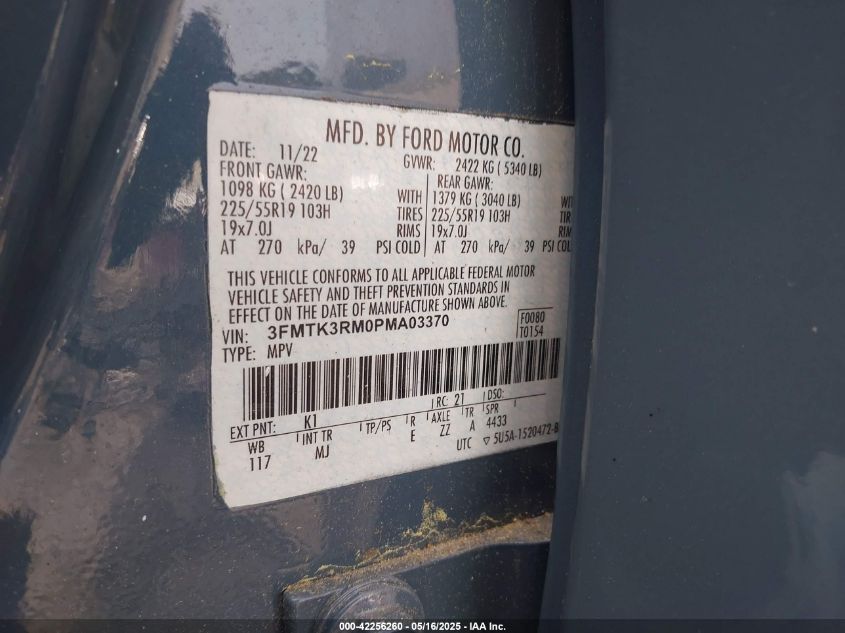 MFD. BY FORD MOTOR CO.
DATE: 11/22 GVWR: 2422 KG ( 5340 LB)
FRONT GAWR: REAR GAWR:
1098 KG ( 2420 LB) WITH 1379 KG ( 3040 LB) WITH
225/55R19 103H TIRES 225/55R19 103H TIR
19x7.0J RIMS 19x7.0J RIM
AT 270 kPa/ 39 PSI COLD AT 270 kPa/ 39 PSI COL
THIS VEHICLE CONFORMS TO ALL APPLICABLE FEDERAL MOTOR
VEHICLE SAFETY AND THEFT PREVENTION STANDARDS IN
EFFECT ON THE DATE OF MANUFACTURE SHOWN ABOVE.
VIN: 3FMTK3RM0PMA03370 F0080
TYPE: MPV T0154
EXT PNT: K1 RC: 21 DSO:
WB INT TR TP/PS R AXLE TR SPR
117 MJ E ZZ A 4433
UTC ▽ 5U5A-1520472-B
000-42256260 - 05/16/2025 - IAA Inc.